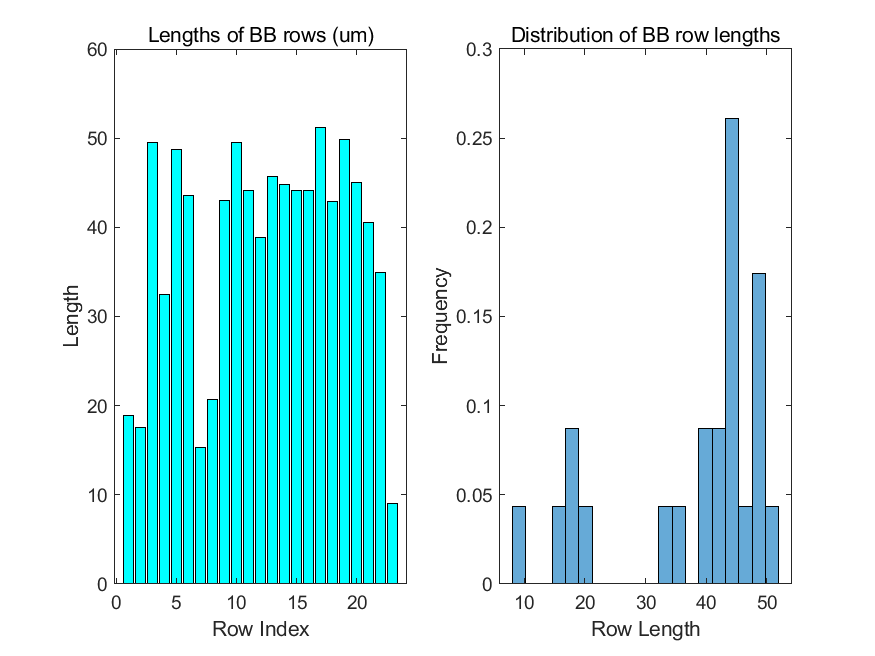 Lengths of BB rows (um)
60
50
40
30
20
10
0
Length
0 5 10 15 20
Row Index
Distribution of BB row lengths
0.3
0.25
0.2
0.15
0.1
0.05
0
Frequency
10 20 30 40 50
Row Length